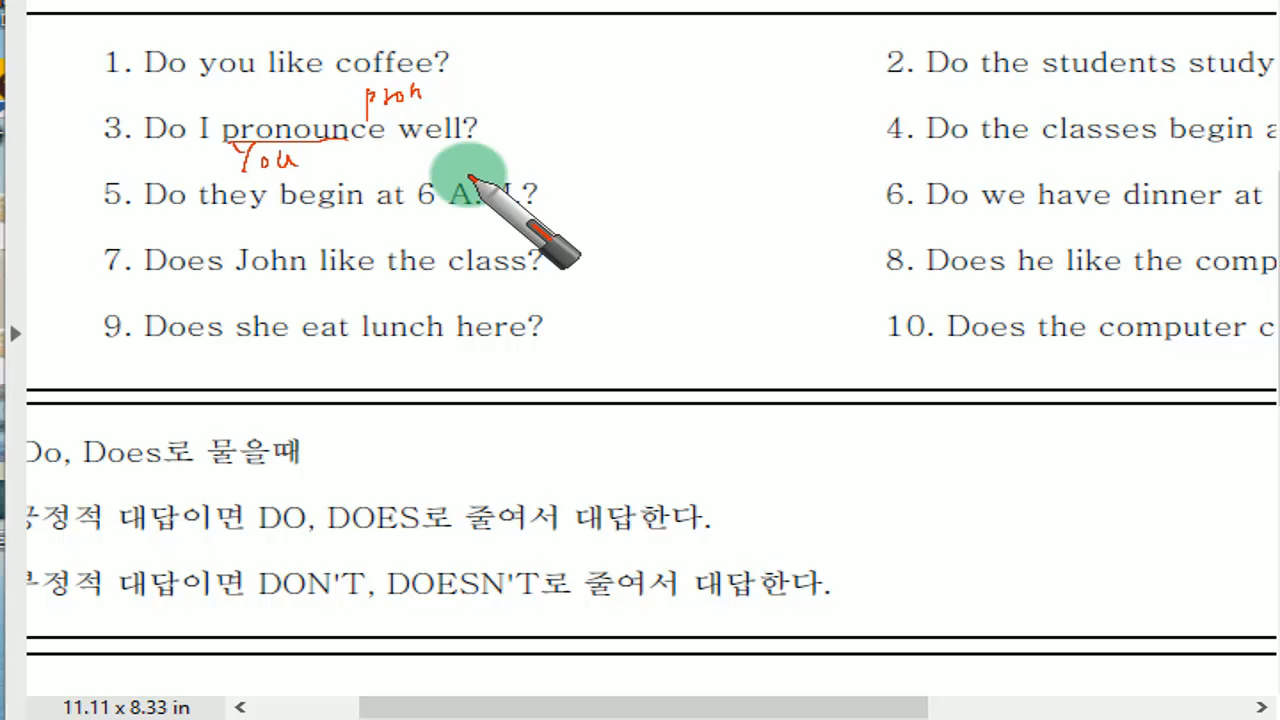 1. Do you like coffee?
2. Do the students study
pron
3. Do I pronounce well?
4. Do the classes begin
You
5. Do they begin at 6 A.M.?
6. Do we have dinner at
7. Does John like the class?
8. Does he like the comp
9. Does she eat lunch here?
10. Does the computer c
Do, Does로 물을때
긍정적 대답이면 DO, DOES로 줄여서 대답한다.
부정적 대답이면 DON'T, DOESN'T로 줄여서 대답한다.
11.11 x 8.33 in